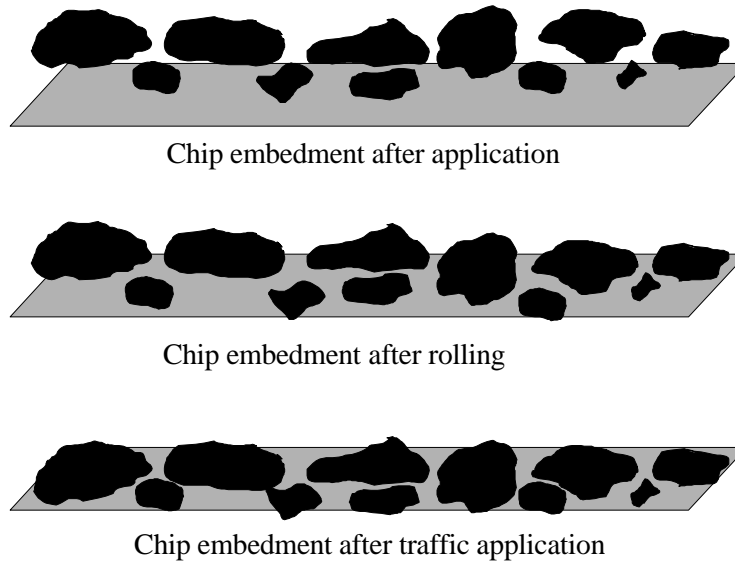 Chip embedment after application
Chip embedment after rolling
Chip embedment after traffic application